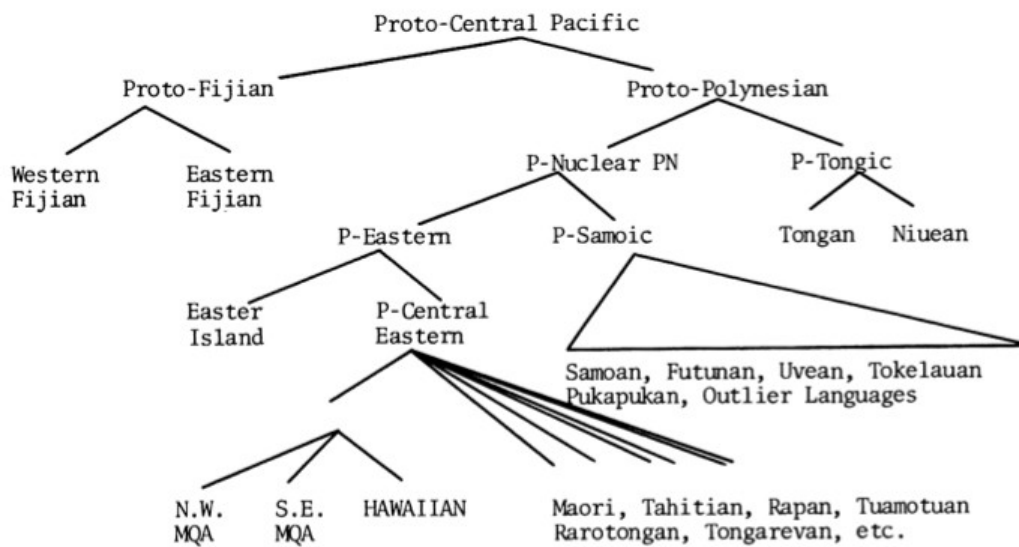 Proto-Central Pacific
Proto-Fijian
Proto-Polynesian
Western
Fijian
Eastern
Fijian
P-Nuclear PN
P-Tongic
P-Eastern
P-Samoic
Tongan
Niuean
Easter
Island
P-Central
Eastern
Samoan, Futunan, Uvean, Tokelauan
Pukapukan, Outlier Languages
N.W.
MQA
S.E.
MQA
HAWAIIAN
Maori, Tahitian, Rapan, Tuamotuan
Rarotongan, Tongarevan, etc.